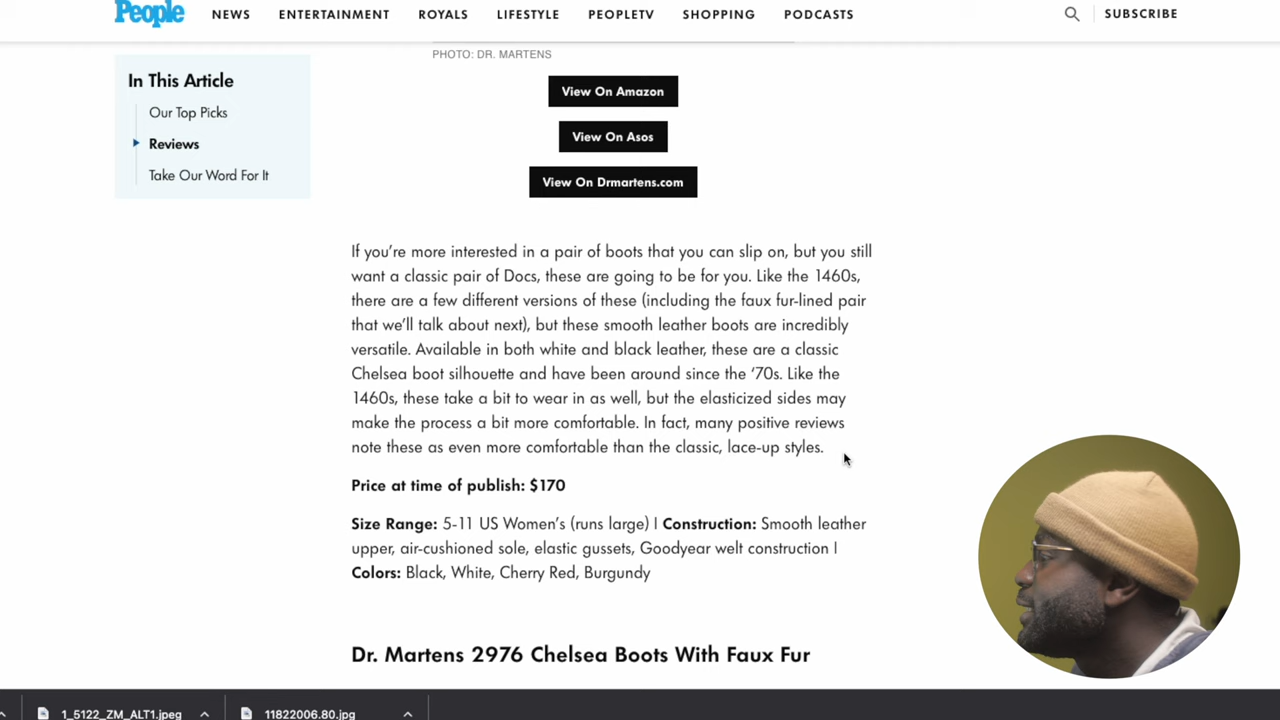 People NEWS ENTERTAINMENT ROYALS LIFESTYLE PEOPLETV SHOPPING PODCASTS SUBSCRIBE
PHOTO: DR. MARTENS
In This Article
Our Top Picks
Reviews
Take Our Word For It
View On Amazon
View On Asos
View On Drmartens.com
If you’re more interested in a pair of boots that you can slip on, but you still
want a classic pair of Docs, these are going to be for you. Like the 1460s,
there are a few different versions of these (including the faux fur-lined pair
that we’ll talk about next), but these smooth leather boots are incredibly
versatile. Available in both white and black leather, these are a classic
Chelsea boot silhouette and have been around since the ‘70s. Like the
1460s, these take a bit to wear in as well, but the elasticized sides may
make the process a bit more comfortable. In fact, many positive reviews
note these as even more comfortable than the classic, lace-up styles.
Price at time of publish: $170
Size Range: 5-11 US Women’s (runs large) | Construction: Smooth leather
upper, air-cushioned sole, elastic gussets, Goodyear welt construction |
Colors: Black, White, Cherry Red, Burgundy
Dr. Martens 2976 Chelsea Boots With Faux Fur
1_5122_ZM_ALT1.jpeg 11822006.80.jpg